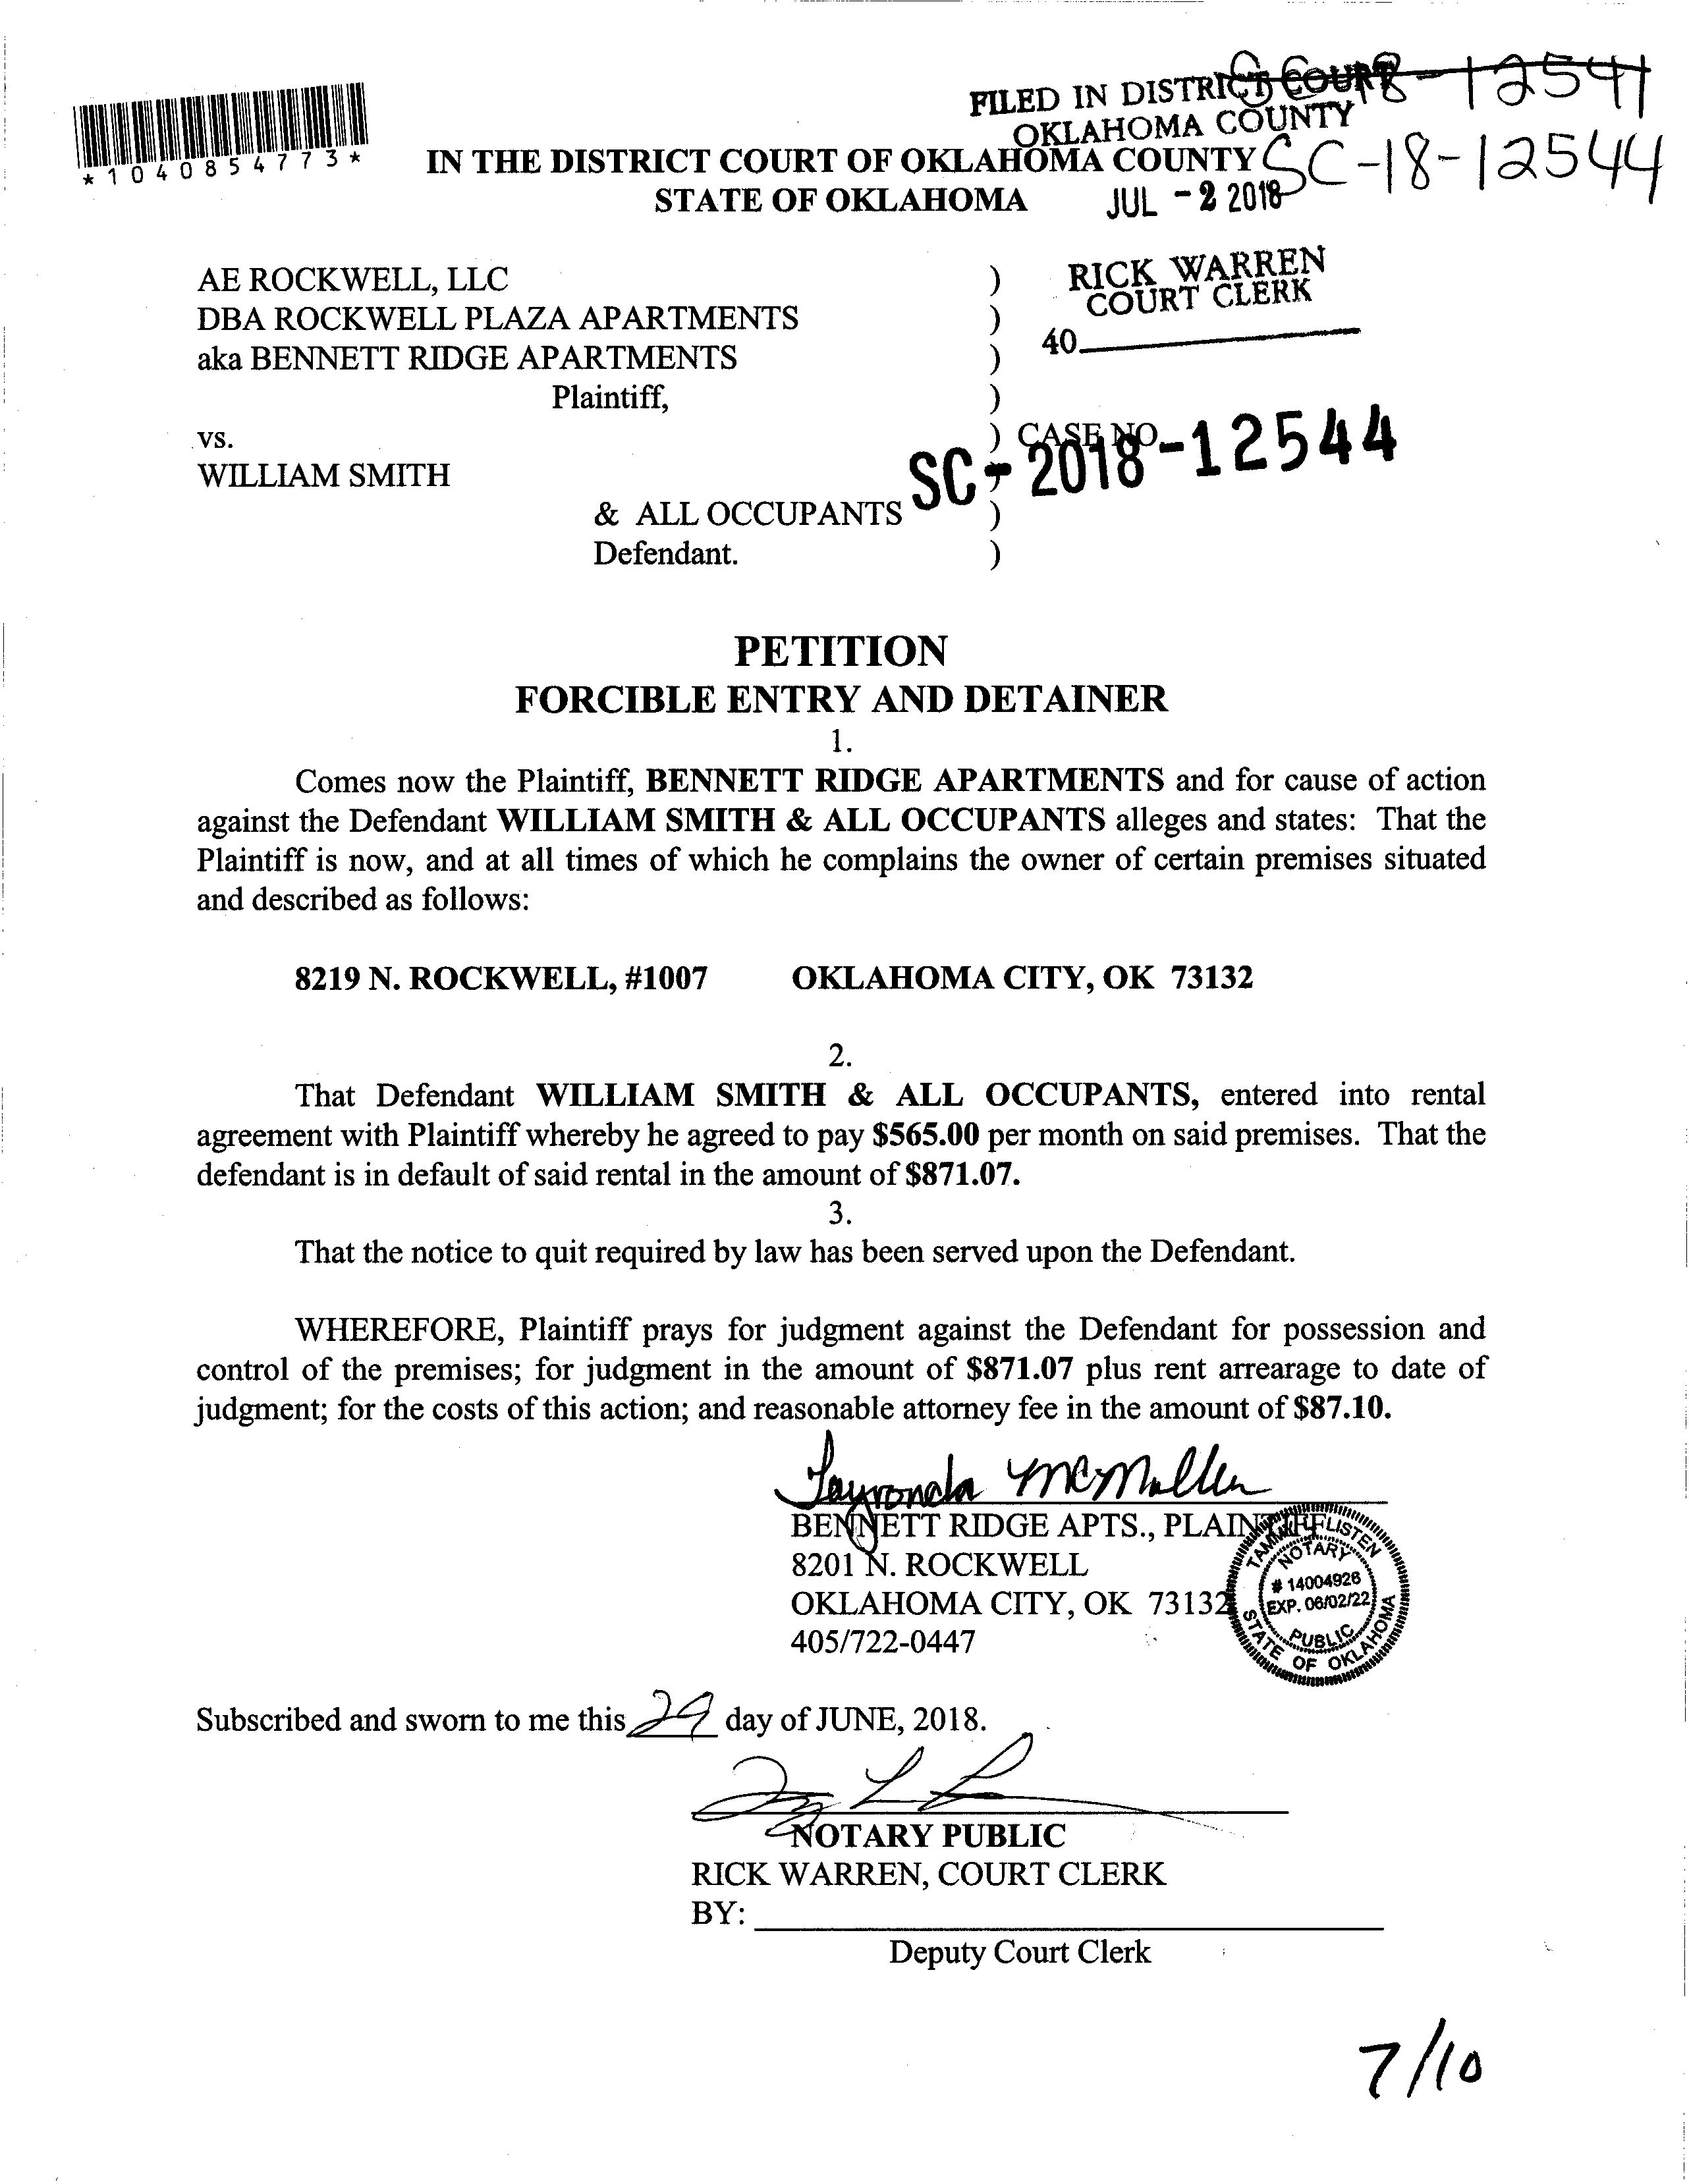 *1040854773*
FILED IN DISTRICT COURT
OKLAHOMA COUNTY
12541
SC-18-12544
IN THE DISTRICT COURT OF OKLAHOMA COUNTY
STATE OF OKLAHOMA
JUL - 2 2018
RICK WARREN
COURT CLERK
40
AE ROCKWELL, LLC )
DBA ROCKWELL PLAZA APARTMENTS )
aka BENNETT RIDGE APARTMENTS )
Plaintiff, )
vs. ) CASE NO.
SC-2018-12544
WILLIAM SMITH )
& ALL OCCUPANTS )
Defendant. )
PETITION
FORCIBLE ENTRY AND DETAINER
1.
Comes now the Plaintiff, BENNETT RIDGE APARTMENTS and for cause of action
against the Defendant WILLIAM SMITH & ALL OCCUPANTS alleges and states: That the
Plaintiff is now, and at all times of which he complains the owner of certain premises situated
and described as follows:
8219 N. ROCKWELL, #1007 OKLAHOMA CITY, OK 73132
2.
That Defendant WILLIAM SMITH & ALL OCCUPANTS, entered into rental
agreement with Plaintiff whereby he agreed to pay $565.00 per month on said premises. That the
defendant is in default of said rental in the amount of $871.07.
3.
That the notice to quit required by law has been served upon the Defendant.
WHEREFORE, Plaintiff prays for judgment against the Defendant for possession and
control of the premises; for judgment in the amount of $871.07 plus rent arrearage to date of
judgment; for the costs of this action; and reasonable attorney fee in the amount of $87.10.
Tayronda McMullen
BENNETT RIDGE APTS., PLAINTIFF
8201 N. ROCKWELL
OKLAHOMA CITY, OK 73132
405/722-0447
LISTEN
NOTARY
# 14004926
EXP. 06/02/22
PUBLIC
STATE OF OKLAHOMA
Subscribed and sworn to me this 29 day of JUNE, 2018.
NOTARY PUBLIC
RICK WARREN, COURT CLERK
BY:
Deputy Court Clerk
7/10